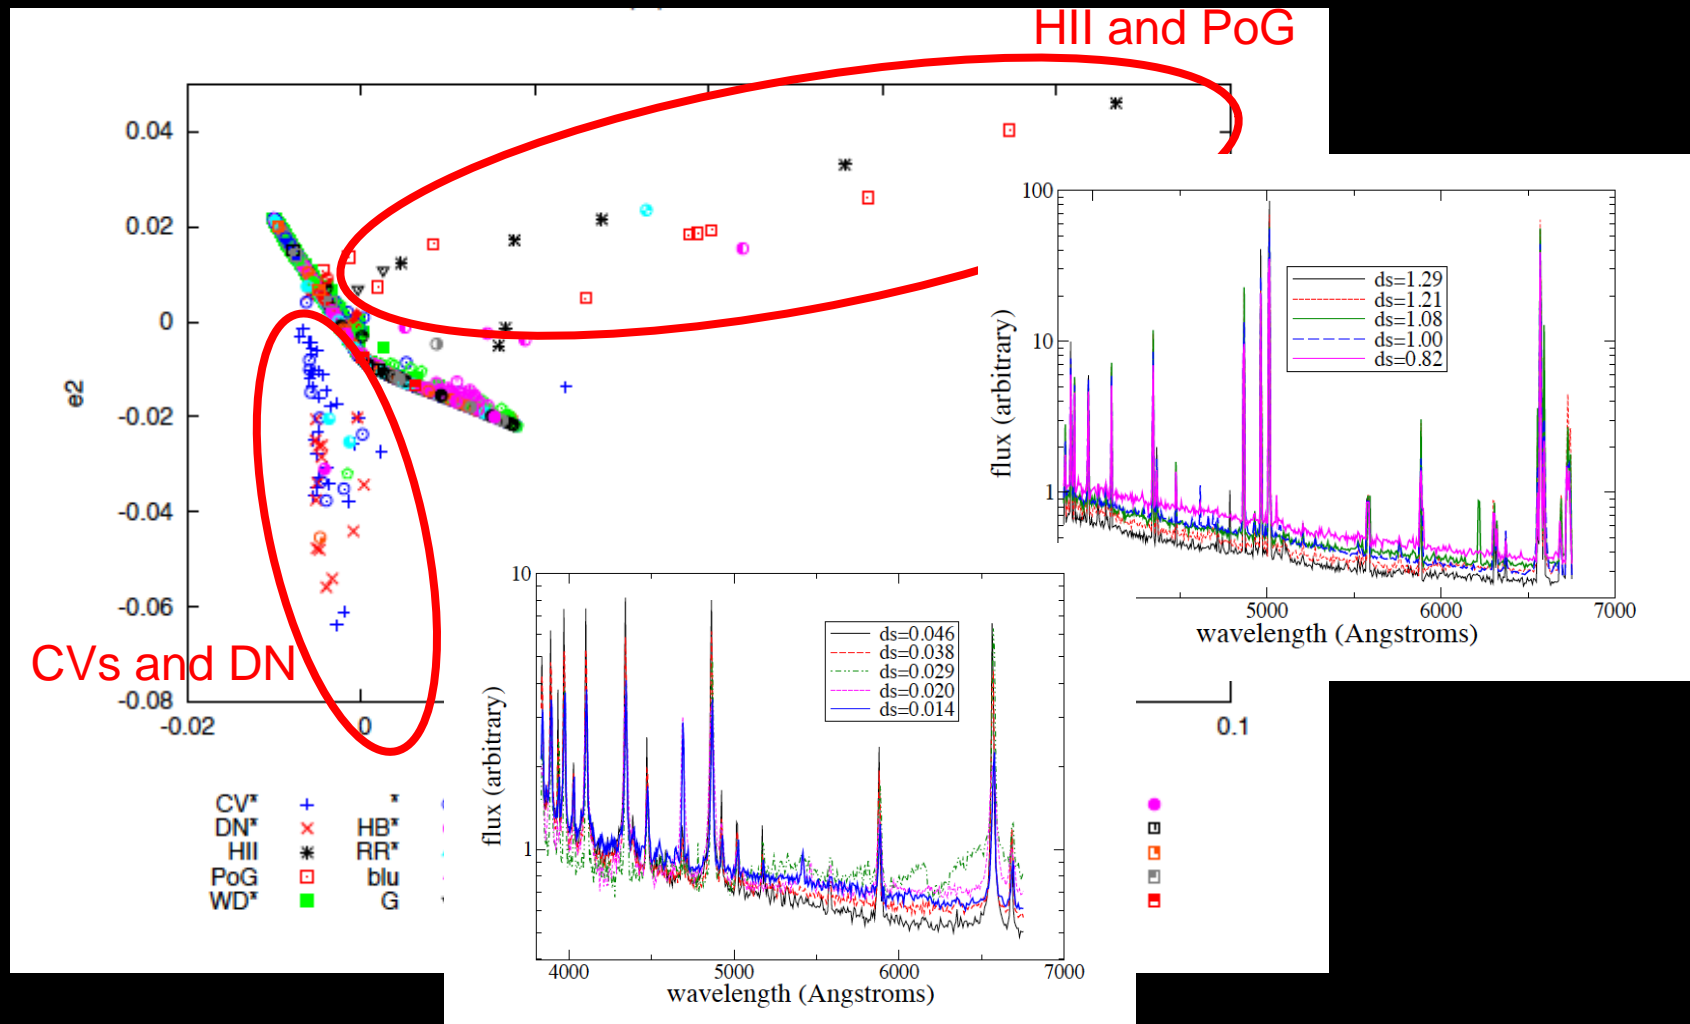 HII and PoG
0.04
0.02
0
-0.02
-0.04
-0.06
-0.08
e2
-0.02
0
0.1
CVs and DN
CV*
DN*
HII
PoG
WD*
*
HB*
RR*
blu
G
100
10
1
flux (arbitrary)
ds=1.29
ds=1.21
ds=1.08
ds=1.00
ds=0.82
5000
6000
7000
wavelength (Angstroms)
10
1
flux (arbitrary)
ds=0.046
ds=0.038
ds=0.029
ds=0.020
ds=0.014
4000
5000
6000
7000
wavelength (Angstroms)